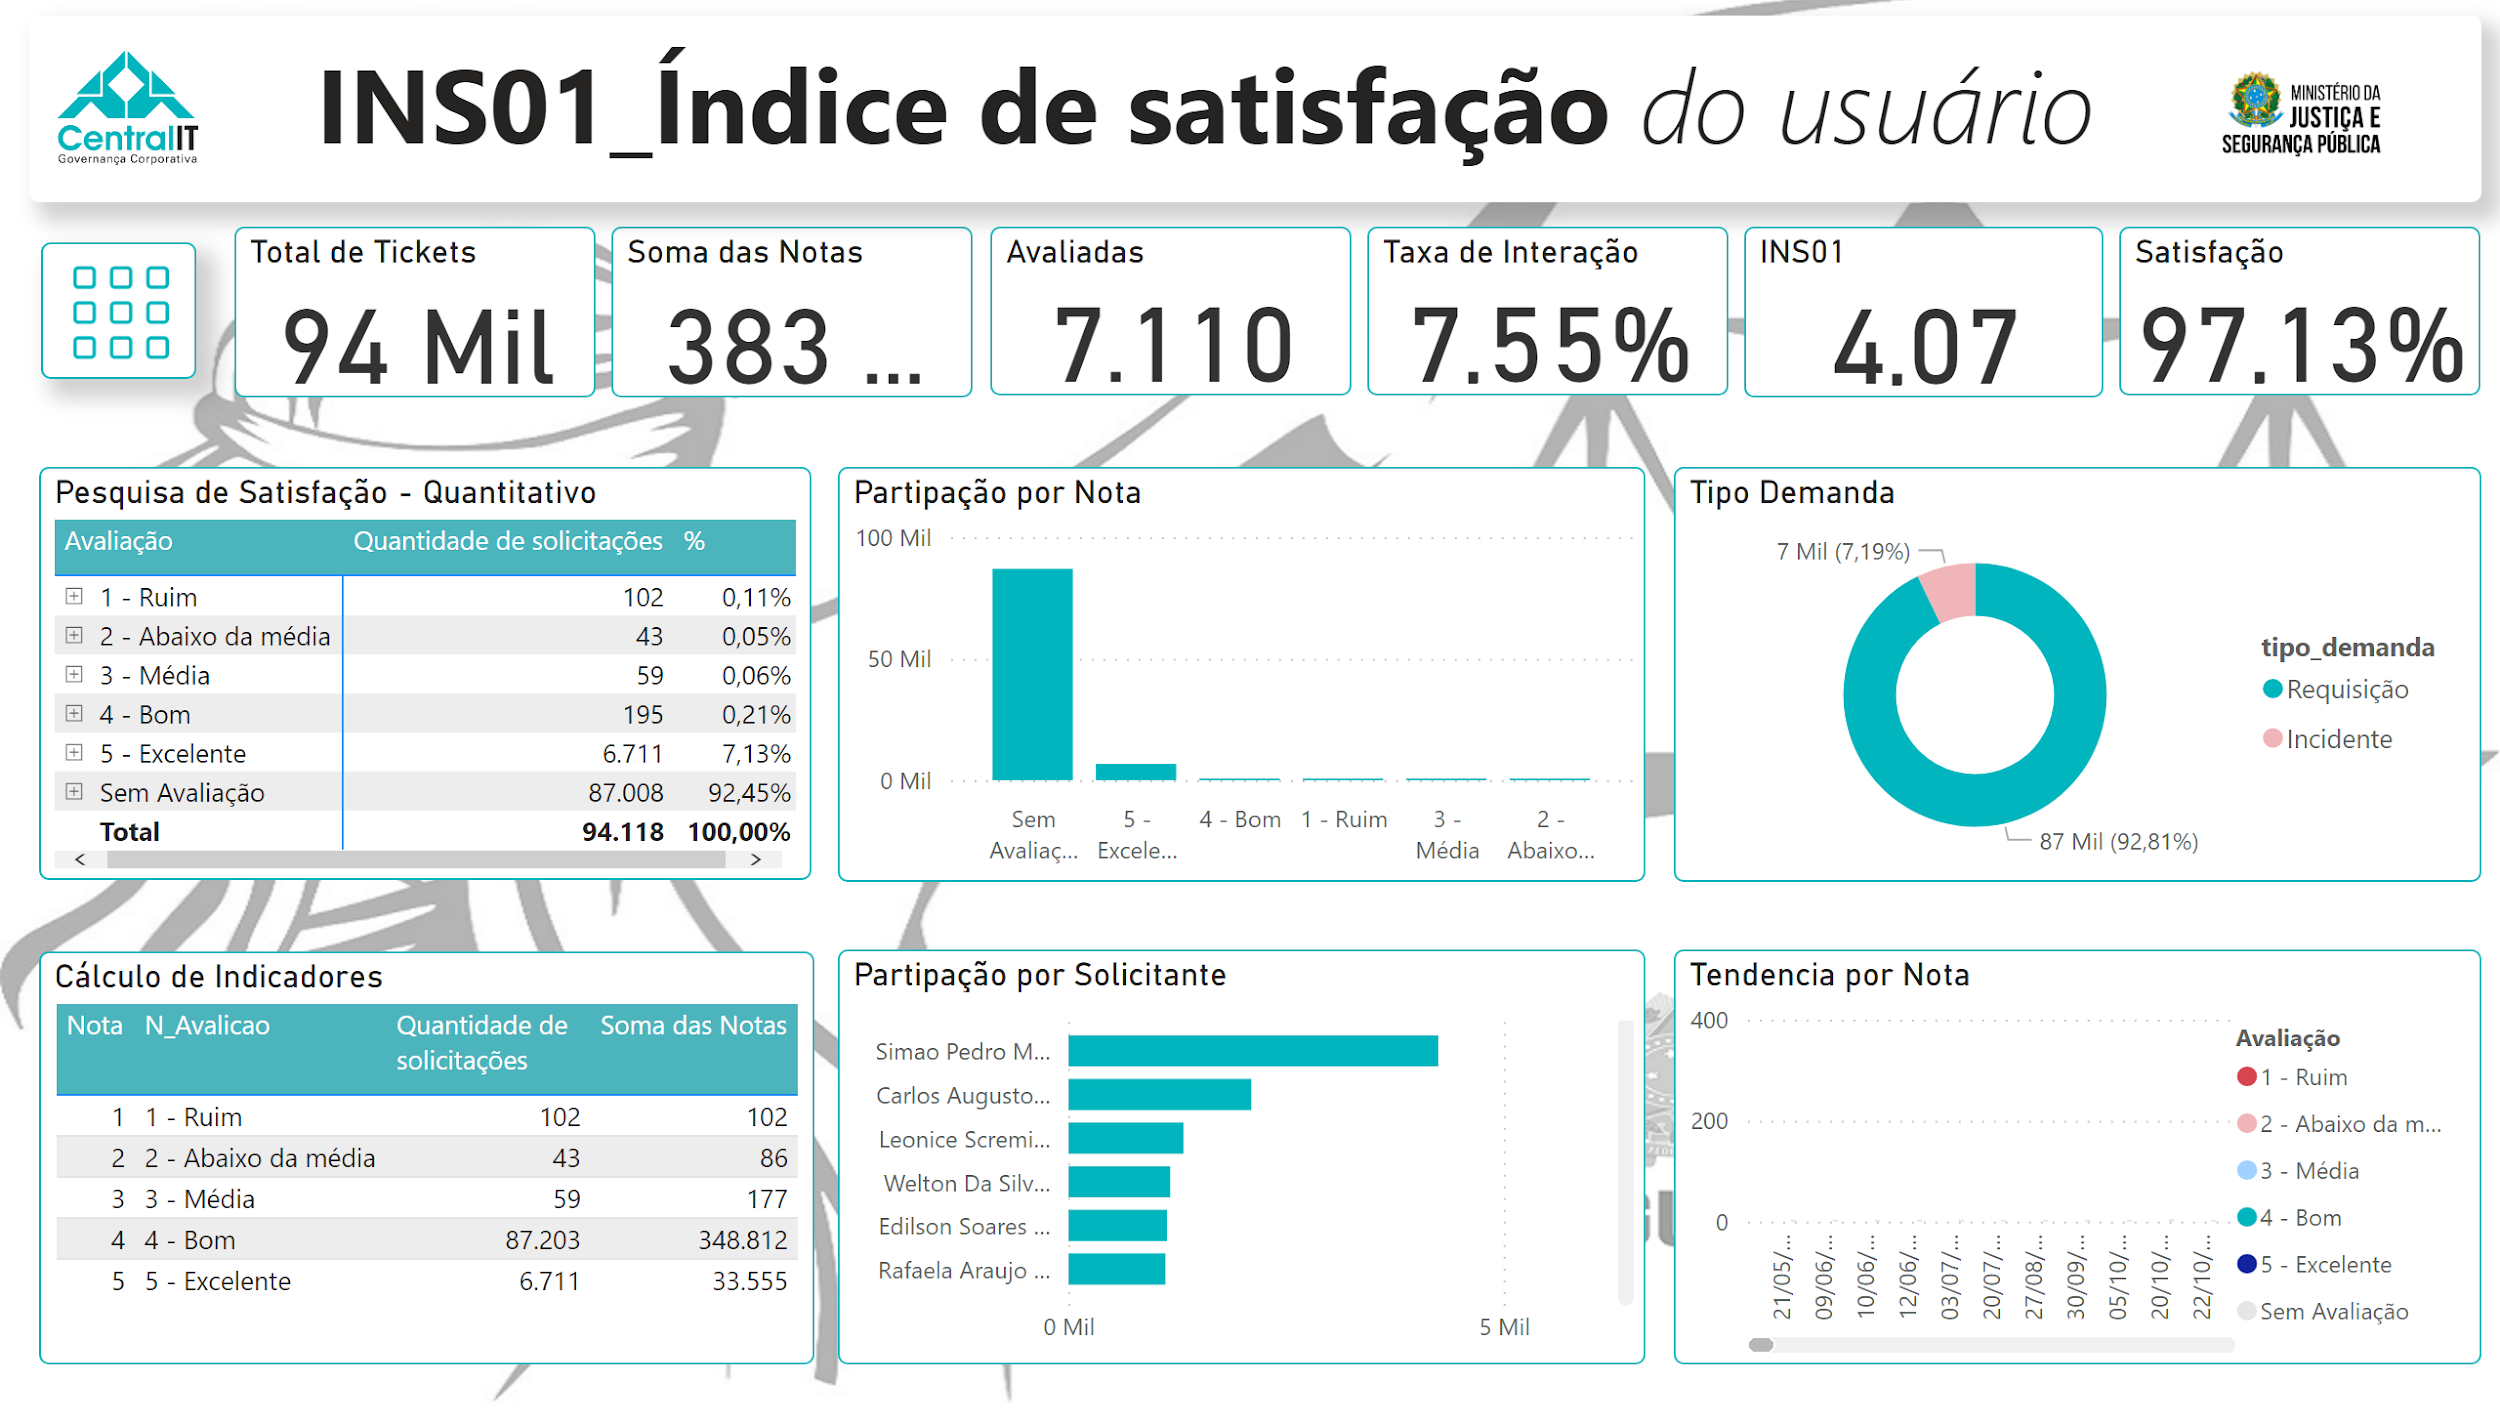 CentralIT
Governança Corporativa
INS01_Índice de satisfação do usuário
MINISTÉRIO DA
JUSTIÇA E
SEGURANÇA PÚBLICA
Total de Tickets
94 Mil
Soma das Notas
383 ...
Avaliadas
7.110
Taxa de Interação
7.55%
INS01
4.07
Satisfação
97.13%
Pesquisa de Satisfação - Quantitativo
Avaliação Quantidade de solicitações %
1 - Ruim 102 0,11%
2 - Abaixo da média 43 0,05%
3 - Média 59 0,06%
4 - Bom 195 0,21%
5 - Excelente 6.711 7,13%
Sem Avaliação 87.008 92,45%
Total 94.118 100,00%
Partipação por Nota
100 Mil
50 Mil
0 Mil
Sem Avaliaç...
5 - Excele...
4 - Bom
1 - Ruim
3 - Média
2 - Abaixo...
Tipo Demanda
7 Mil (7,19%)
87 Mil (92,81%)
tipo_demanda
Requisição
Incidente
Cálculo de Indicadores
Nota N_Avalicao Quantidade de solicitações Soma das Notas
1 1 - Ruim 102 102
2 2 - Abaixo da média 43 86
3 3 - Média 59 177
4 4 - Bom 87.203 348.812
5 5 - Excelente 6.711 33.555
Partipação por Solicitante
Simao Pedro M...
Carlos Augusto...
Leonice Scremi...
Welton Da Silv...
Edilson Soares ...
Rafaela Araujo ...
0 Mil 5 Mil
Tendencia por Nota
400
200
0
21/05/...
09/06/...
10/06/...
12/06/...
03/07/...
20/07/...
27/08/...
30/09/...
05/10/...
20/10/...
22/10/...
Avaliação
1 - Ruim
2 - Abaixo da m...
3 - Média
4 - Bom
5 - Excelente
Sem Avaliação